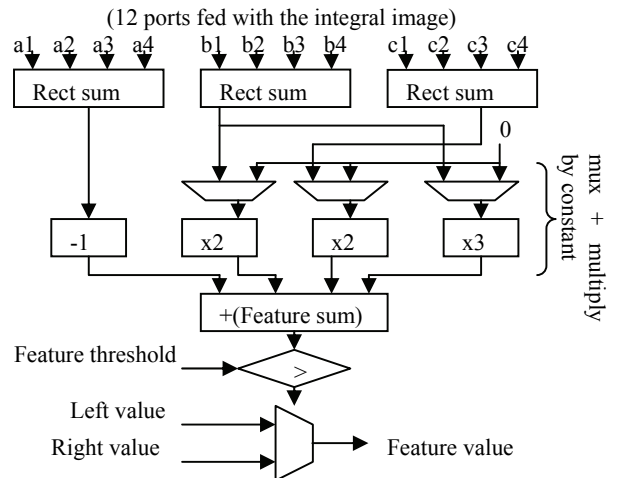 (12 ports fed with the integral image)
a1 a2 a3 a4 b1 b2 b3 b4 c1 c2 c3 c4
Rect sum Rect sum Rect sum
0
mux + multiply
by constant
-1 x2 x2 x3
+(Feature sum)
Feature threshold
>
Left value
Right value
Feature value